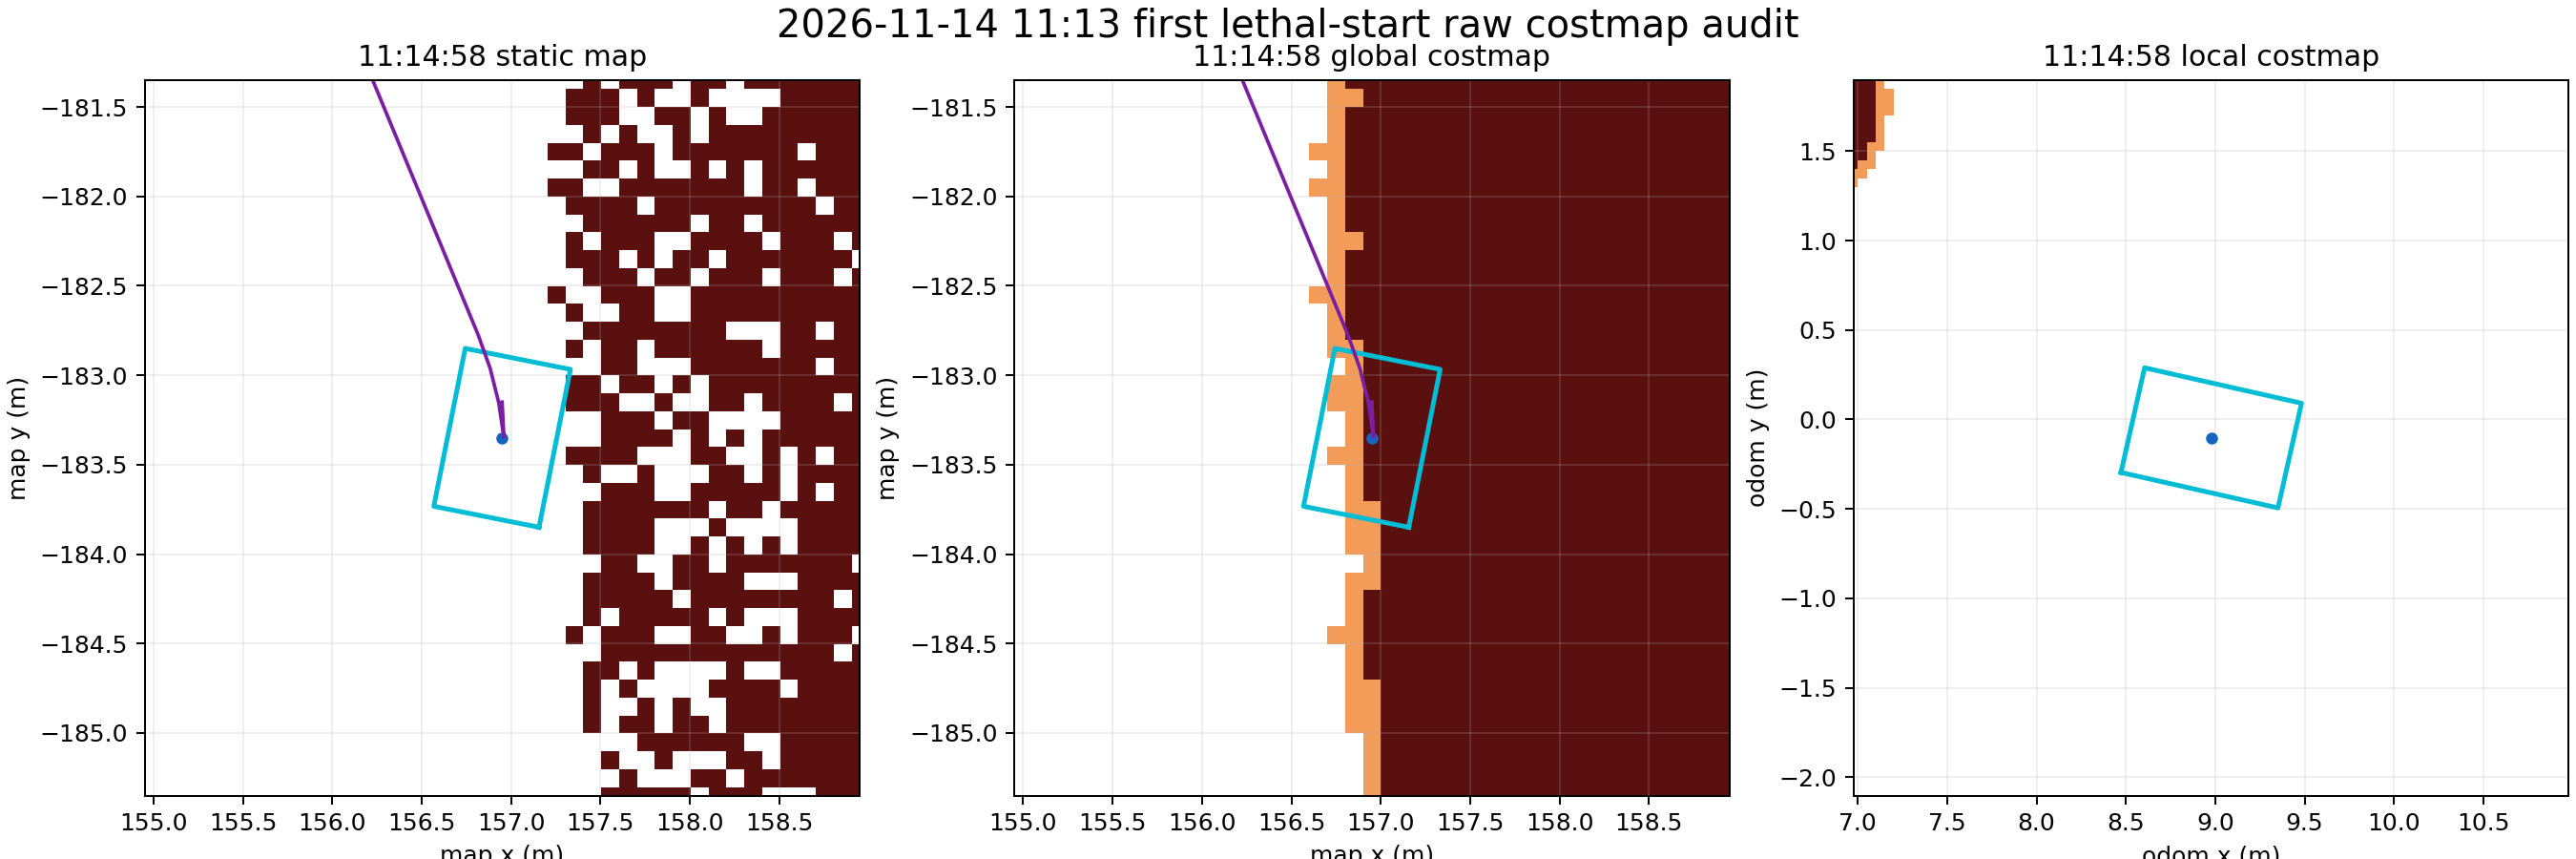 2026-11-14 11:13 first lethal-start raw costmap audit
11:14:58 static map
−181.5
−182.0
−182.5
−183.0
−183.5
−184.0
−184.5
−185.0
map y (m)
155.0 155.5 156.0 156.5 157.0 157.5 158.0 158.5
map x (m)
11:14:58 global costmap
−181.5
−182.0
−182.5
−183.0
−183.5
−184.0
−184.5
−185.0
map y (m)
155.0 155.5 156.0 156.5 157.0 157.5 158.0 158.5
map x (m)
11:14:58 local costmap
1.5
1.0
0.5
0.0
−0.5
−1.0
−1.5
−2.0
odom y (m)
7.0 7.5 8.0 8.5 9.0 9.5 10.0 10.5
odom x (m)